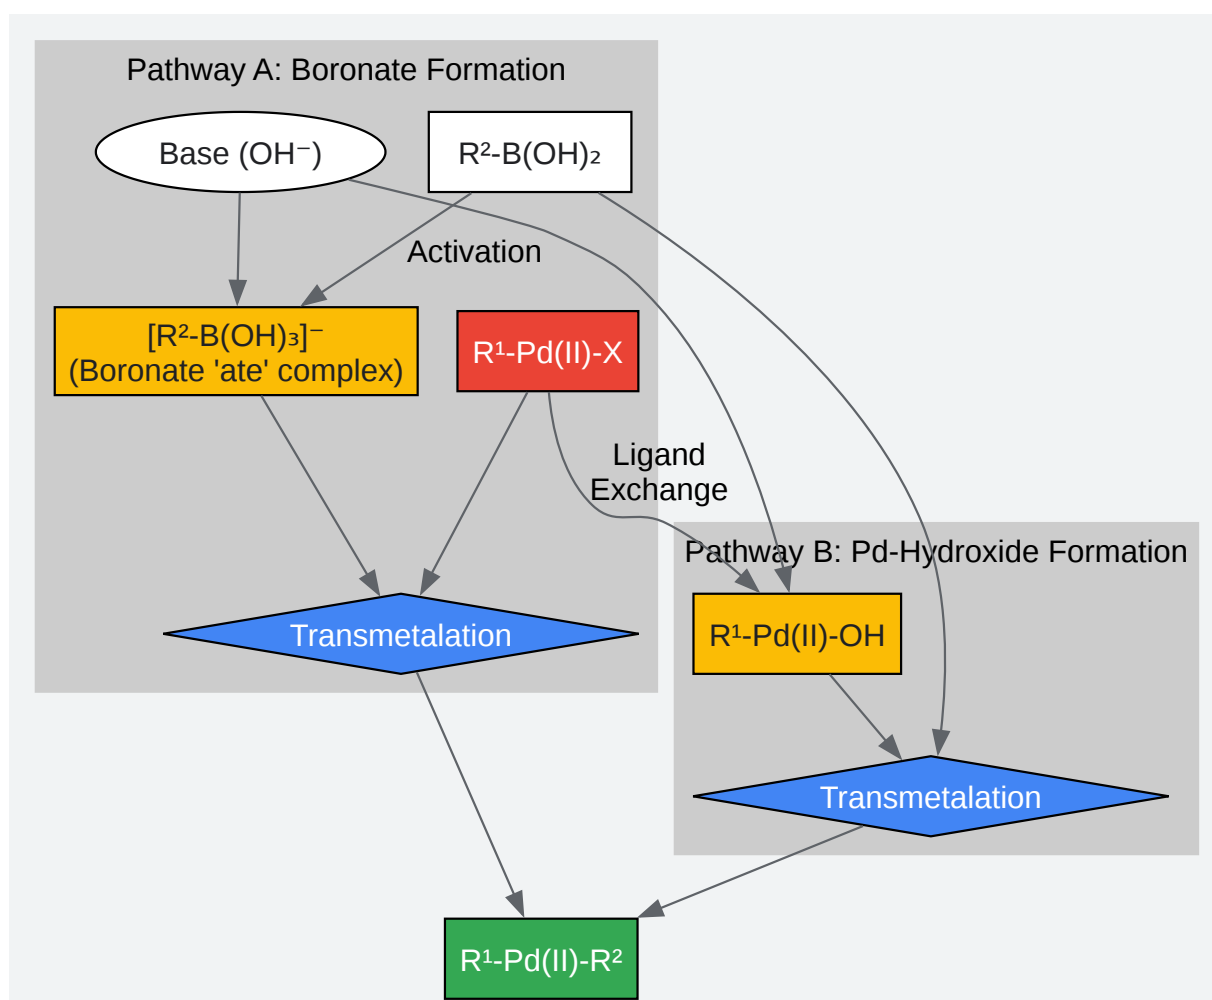 Pathway A: Boronate Formation
Base (OH⁻)
R²-B(OH)₂
Activation
[R²-B(OH)₃]⁻
(Boronate 'ate' complex)
R¹-Pd(II)-X
Ligand
Exchange
Pathway B: Pd-Hydroxide Formation
Transmetalation
R¹-Pd(II)-OH
Transmetalation
R¹-Pd(II)-R²